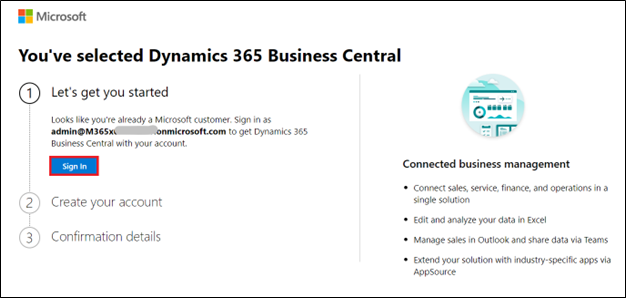 Microsoft
You've selected Dynamics 365 Business Central
1 Let's get you started
Looks like you're already a Microsoft customer. Sign in as
admin@M365x onmicrosoft.com to get Dynamics 365
Business Central with your account.
Sign In
2 Create your account
3 Confirmation details
Connected business management
• Connect sales, service, finance, and operations in a
single solution
• Edit and analyze your data in Excel
• Manage sales in Outlook and share data via Teams
• Extend your solution with industry-specific apps via
AppSource